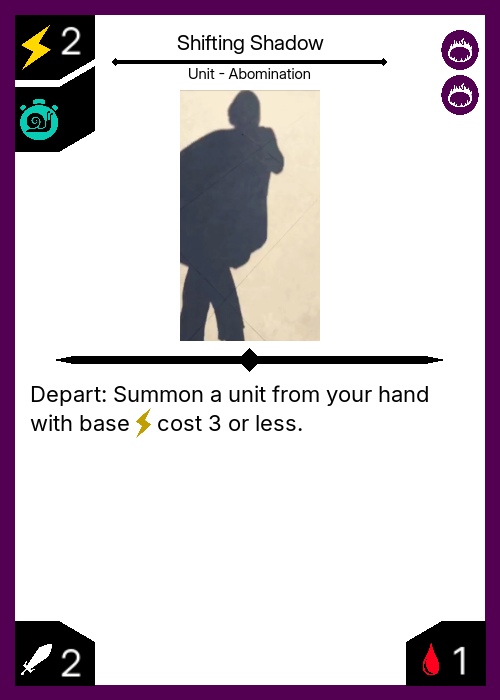 2
Shifting Shadow
Unit - Abomination
Depart: Summon a unit from your hand
with base cost 3 or less.
2
1